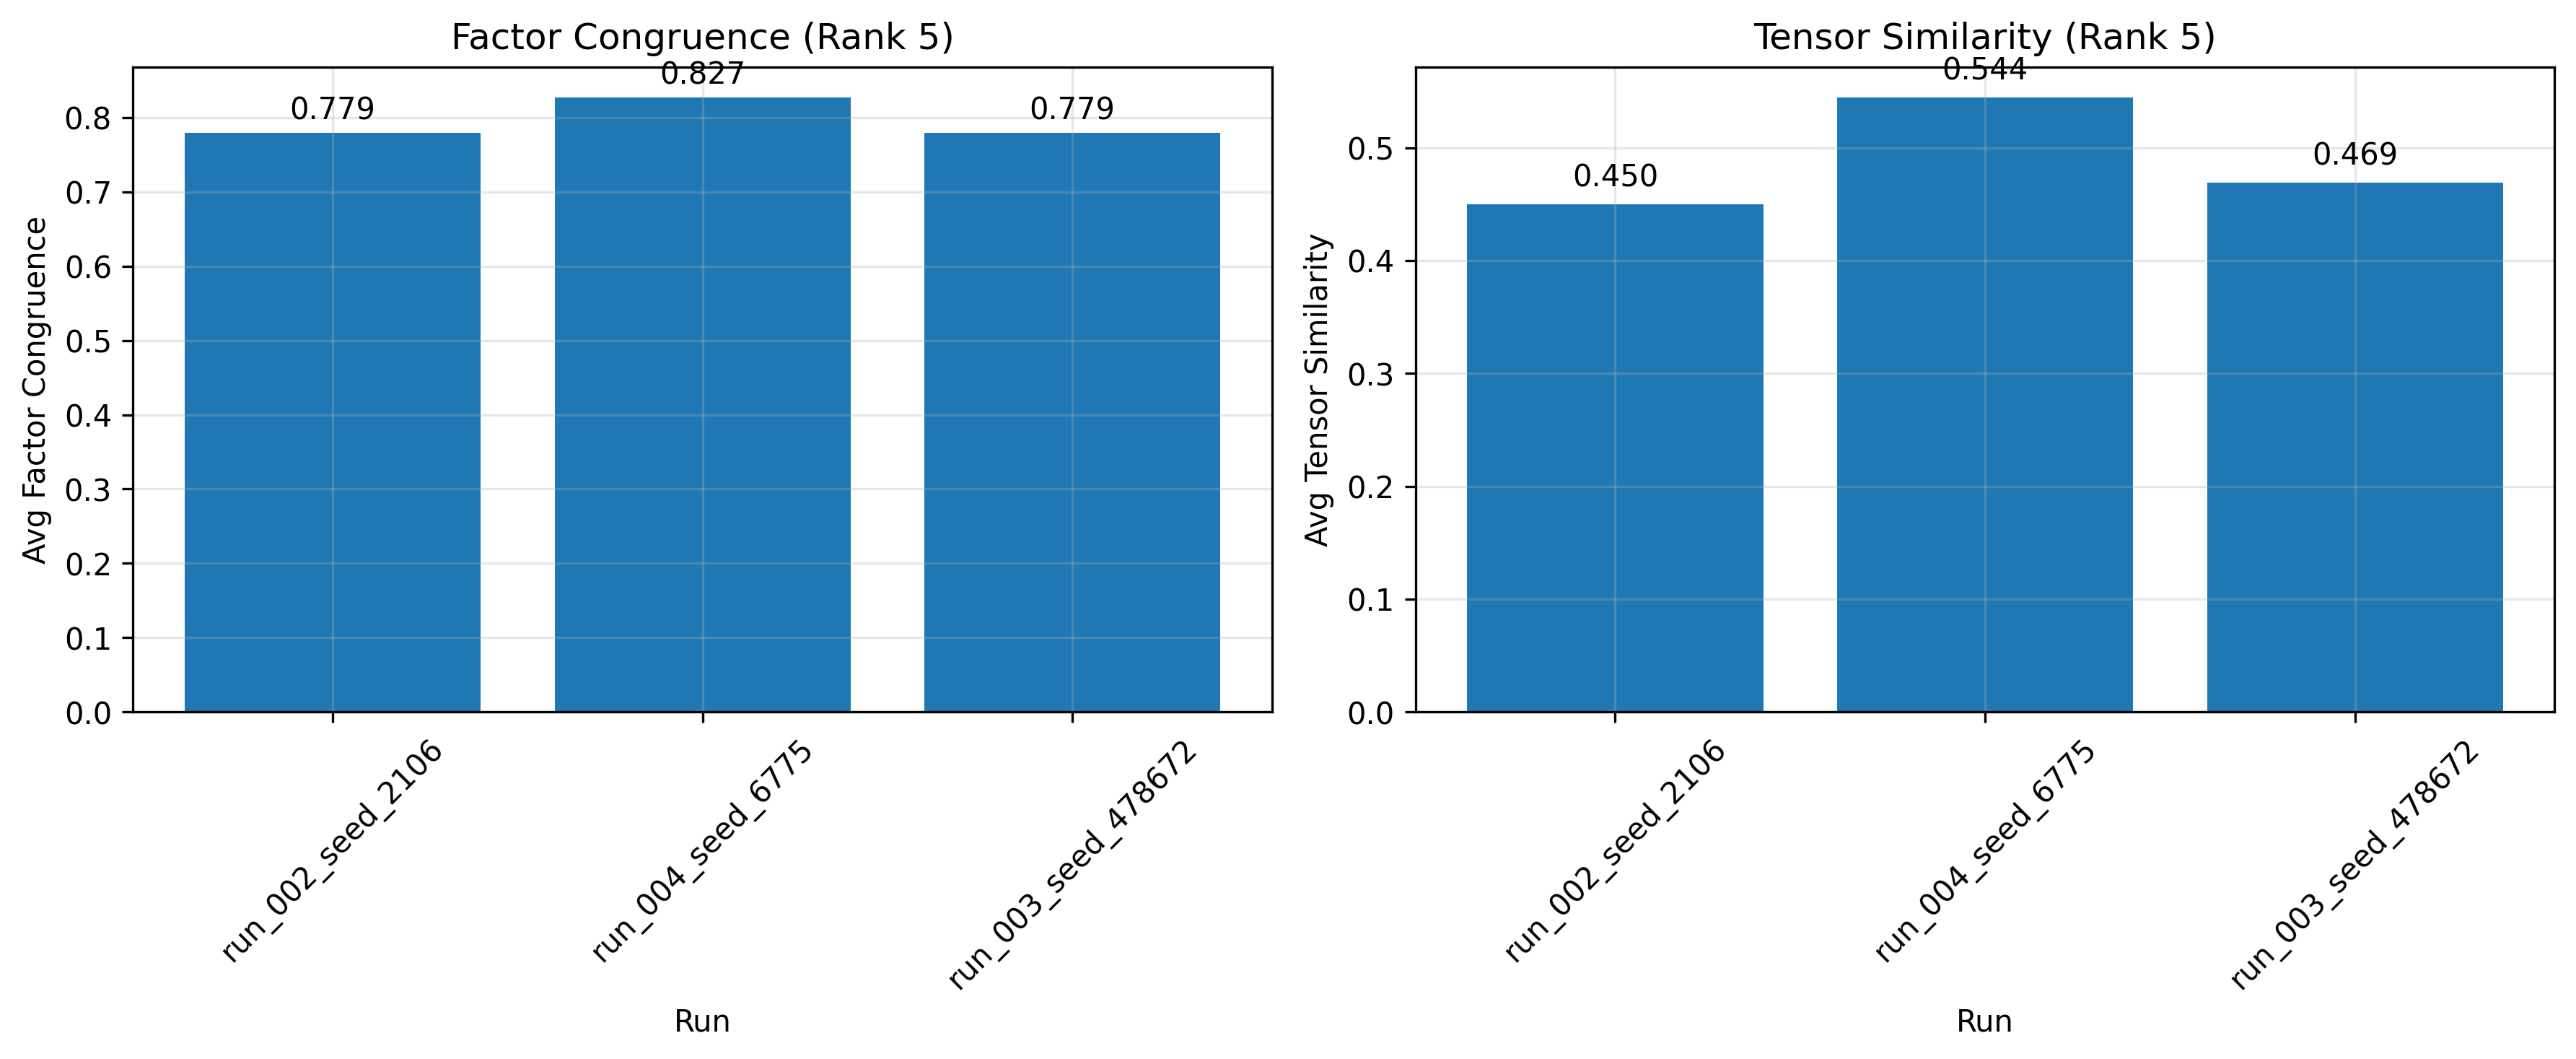 Factor Congruence (Rank 5)
0.779
0.827
0.779
Avg Factor Congruence
0.8
0.7
0.6
0.5
0.4
0.3
0.2
0.1
0.0
run_002_seed_2106
run_004_seed_6775
run_003_seed_478672
Run
Tensor Similarity (Rank 5)
0.450
0.544
0.469
Avg Tensor Similarity
0.5
0.4
0.3
0.2
0.1
0.0
run_002_seed_2106
run_004_seed_6775
run_003_seed_478672
Run